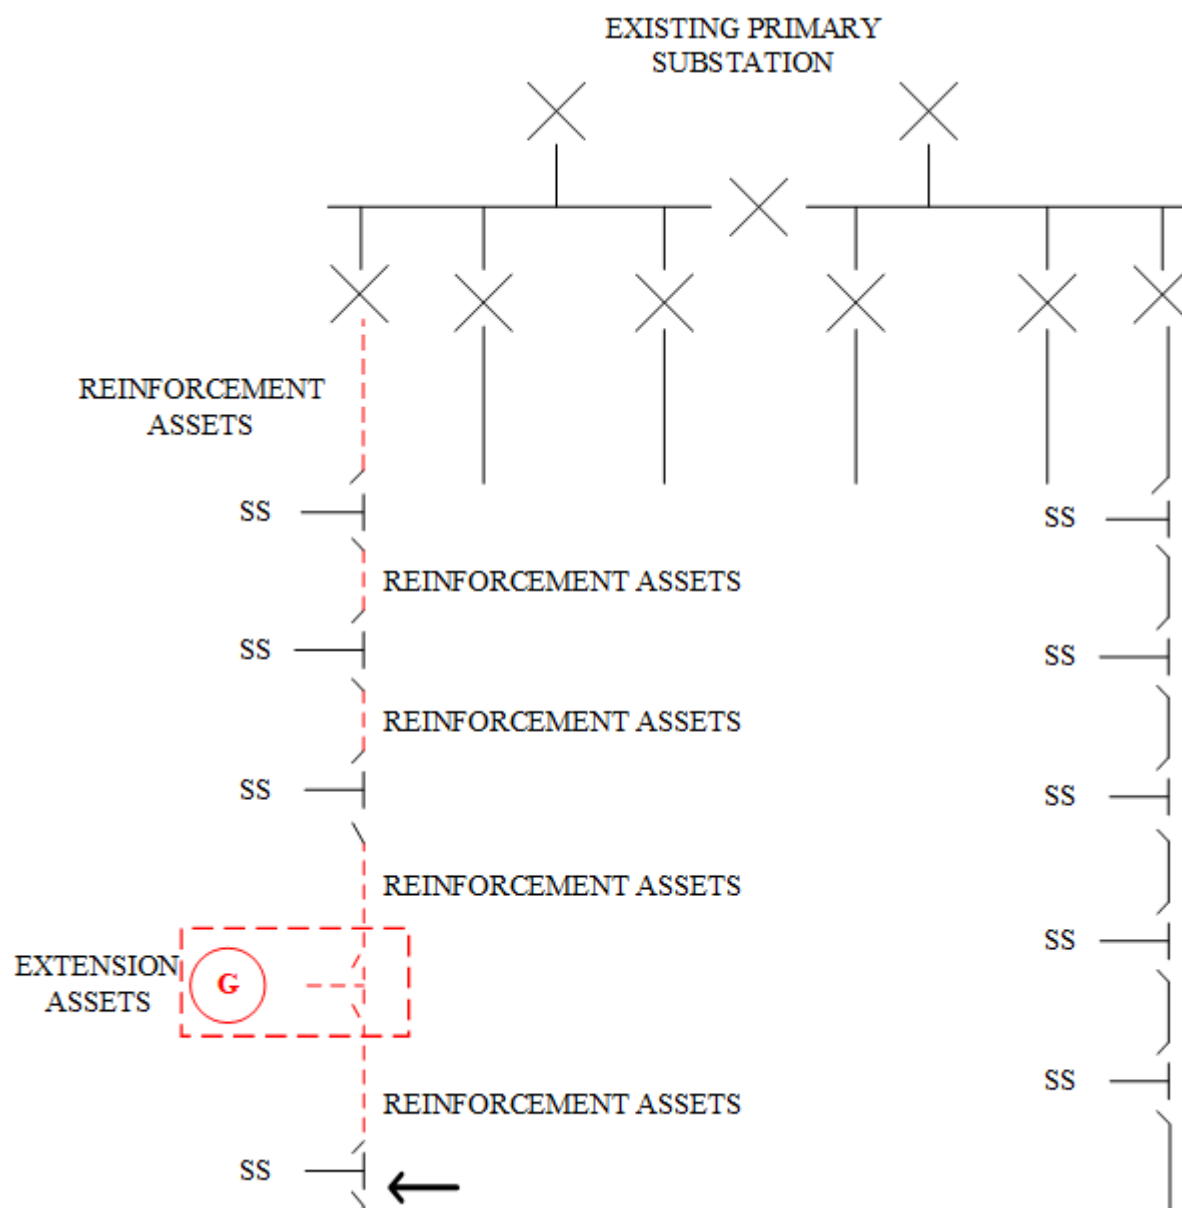 EXISTING PRIMARY
SUBSTATION
REINFORCEMENT
ASSETS
SS
SS
REINFORCEMENT ASSETS
SS
SS
REINFORCEMENT ASSETS
SS
SS
REINFORCEMENT ASSETS
SS
EXTENSION
ASSETS
G
SS
REINFORCEMENT ASSETS
SS